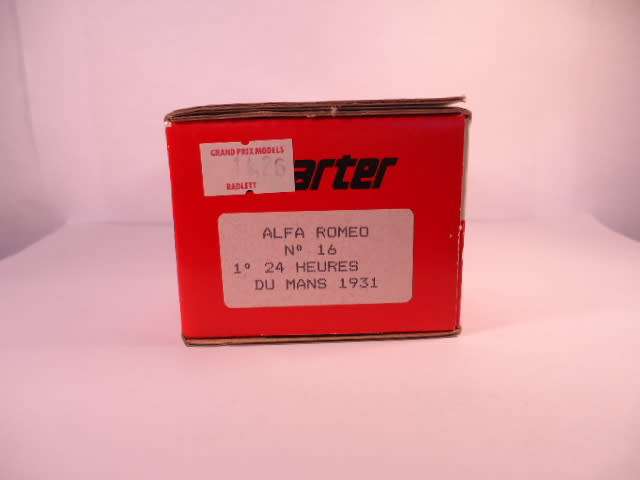 GRAND PRIX MODELS
RADLETT
arter
ALFA ROMEO
Nº 16
1º 24 HEURES
DU MANS 1931